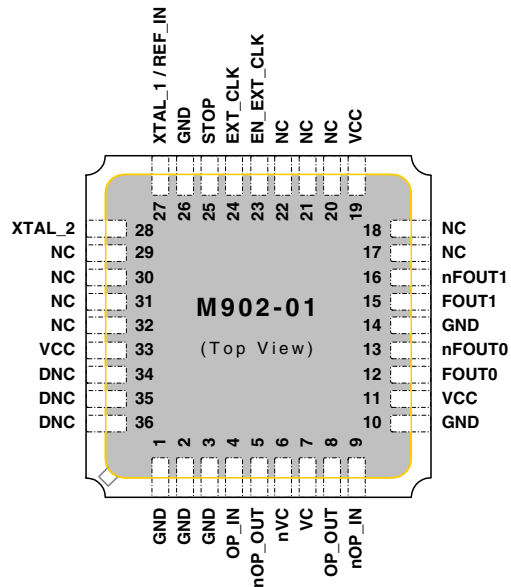 XTAL_1 / REF_IN
GND
STOP
EXT_CLK
EN_EXT_CLK
NC
NC
NC
VCC
27
26
25
24
23
22
21
20
19
XTAL_2 28
NC 29
NC 30
NC 31
NC 32
VCC 33
DNC 34
DNC 35
DNC 36
M902-01
(Top View)
18 NC
17 NC
16 nFOUT1
15 FOUT1
14 GND
13 nFOUT0
12 FOUT0
11 VCC
10 GND
1
2
3
4
5
6
7
8
9
GND
GND
GND
OP_IN
nOP_OUT
nVC
VC
OP_OUT
nOP_IN